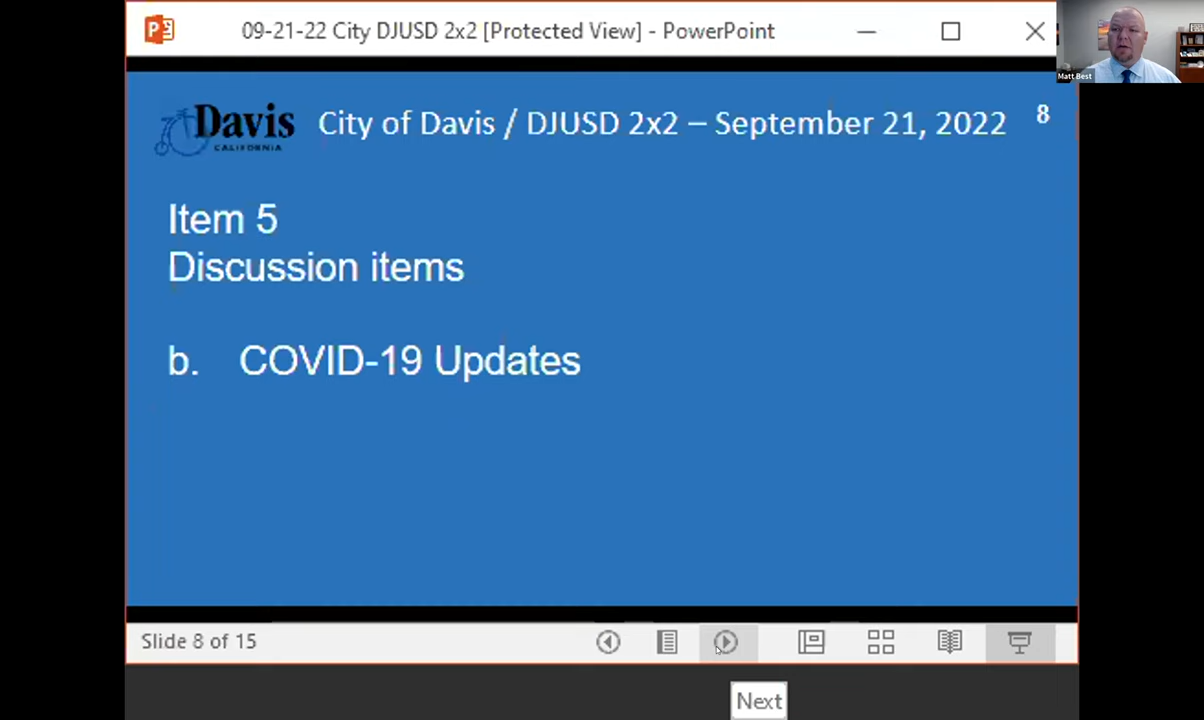 09-21-22 City DJUSD 2x2 [Protected View] - PowerPoint
Matt Best
Davis
CALIFORNIA
City of Davis / DJUSD 2x2 – September 21, 2022
8
Item 5
Discussion items
b. COVID-19 Updates
Slide 8 of 15
Next